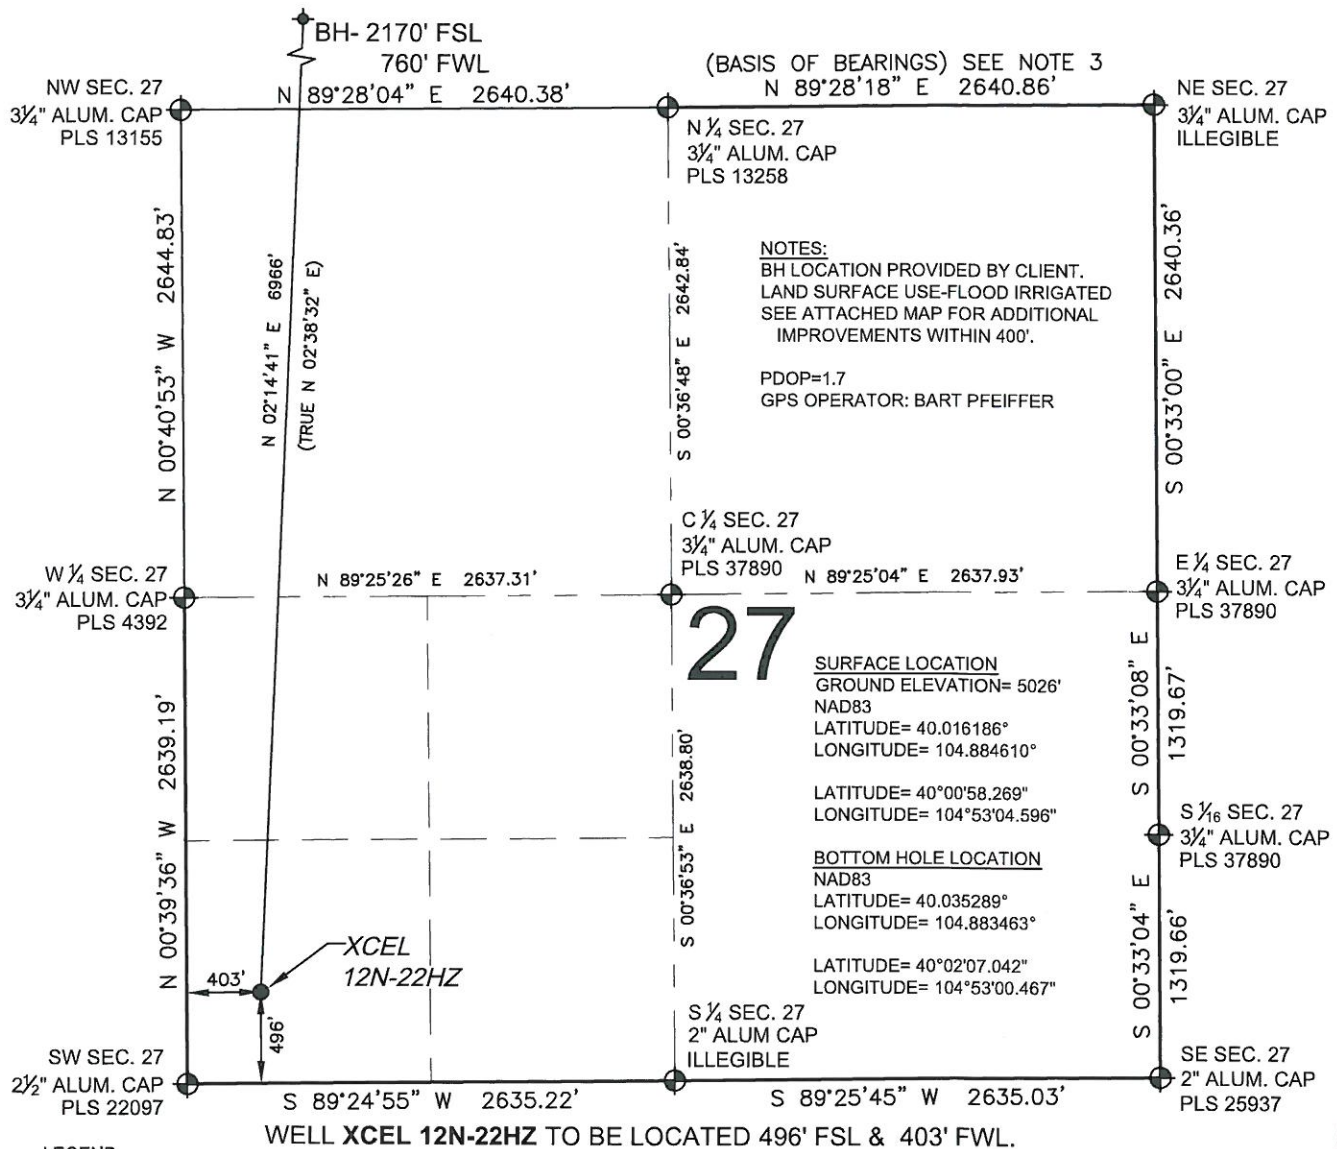 BH- 2170' FSL
760' FWL
(BASIS OF BEARINGS) SEE NOTE 3
N 89°28'04" E 2640.38'
N 89°28'18" E 2640.86'
NW SEC. 27
3¼" ALUM. CAP
PLS 13155
N ¼ SEC. 27
3¼" ALUM. CAP
PLS 13258
NE SEC. 27
3¼" ALUM. CAP
ILLEGIBLE
N 00°40'53" W 2644.83'
N 02°14'41" E 6966'
(TRUE N 02°38'32" E)
S 00°36'48" E 2642.84'
NOTES:
BH LOCATION PROVIDED BY CLIENT.
LAND SURFACE USE-FLOOD IRRIGATED
SEE ATTACHED MAP FOR ADDITIONAL
IMPROVEMENTS WITHIN 400'.
PDOP=1.7
GPS OPERATOR: BART PFEIFFER
S 00°33'00" E 2640.36'
W ¼ SEC. 27
3¼" ALUM. CAP
PLS 4392
N 89°25'26" E 2637.31'
C ¼ SEC. 27
3¼" ALUM. CAP
PLS 37890
N 89°25'04" E 2637.93'
E ¼ SEC. 27
3¼" ALUM. CAP
PLS 37890
27
N 00°39'36" W 2639.19'
S 00°36'53" E 2638.80'
SURFACE LOCATION
GROUND ELEVATION= 5026'
NAD83
LATITUDE= 40.016186°
LONGITUDE= 104.884610°
LATITUDE= 40°00'58.269"
LONGITUDE= 104°53'04.596"
BOTTOM HOLE LOCATION
NAD83
LATITUDE= 40.035289°
LONGITUDE= 104.883463°
LATITUDE= 40°02'07.042"
LONGITUDE= 104°53'00.467"
S 00°33'08" E 1319.67'
S 1⁄16 SEC. 27
3¼" ALUM. CAP
PLS 37890
S 00°33'04" E 1319.66'
XCEL
12N-22HZ
403'
496'
SW SEC. 27
2½" ALUM. CAP
PLS 22097
S ¼ SEC. 27
2" ALUM CAP
ILLEGIBLE
SE SEC. 27
2" ALUM. CAP
PLS 25937
S 89°24'55" W 2635.22'
S 89°25'45" W 2635.03'
WELL XCEL 12N-22HZ TO BE LOCATED 496' FSL & 403' FWL.